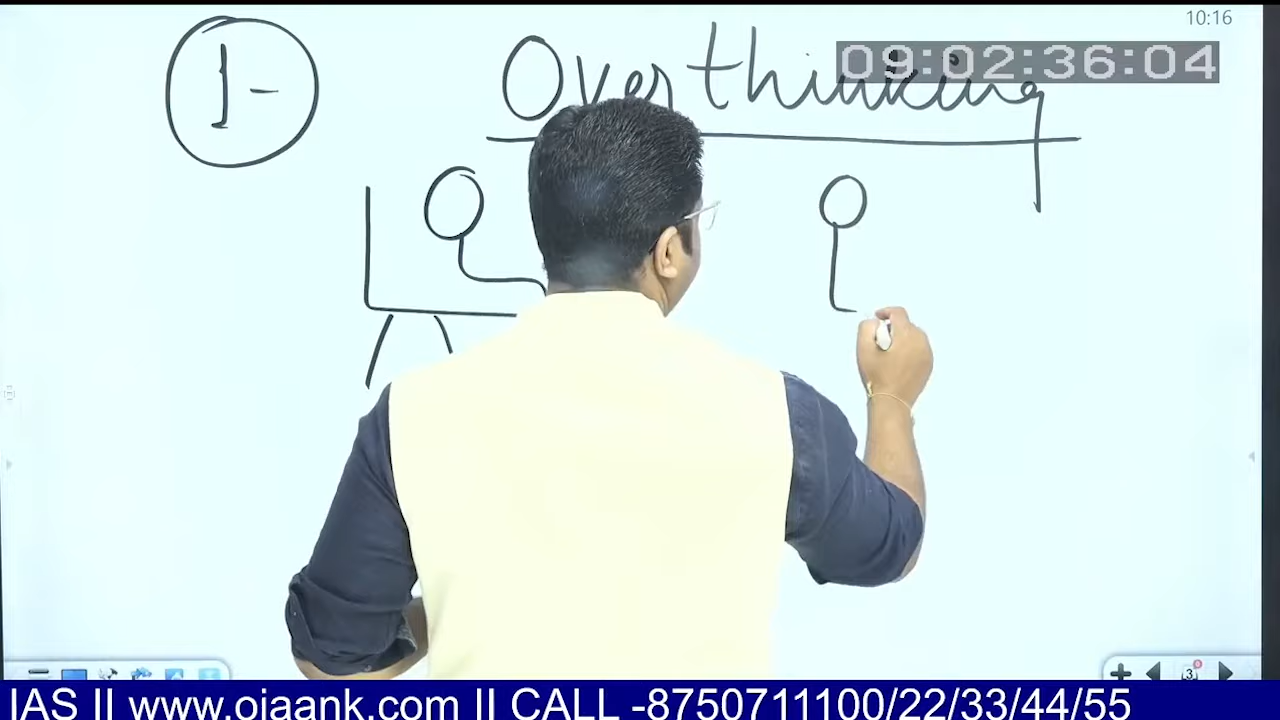 10:16
09:02:36:04
1-
Overthinking
3
IAS II www.ojaank.com II CALL -8750711100/22/33/44/55